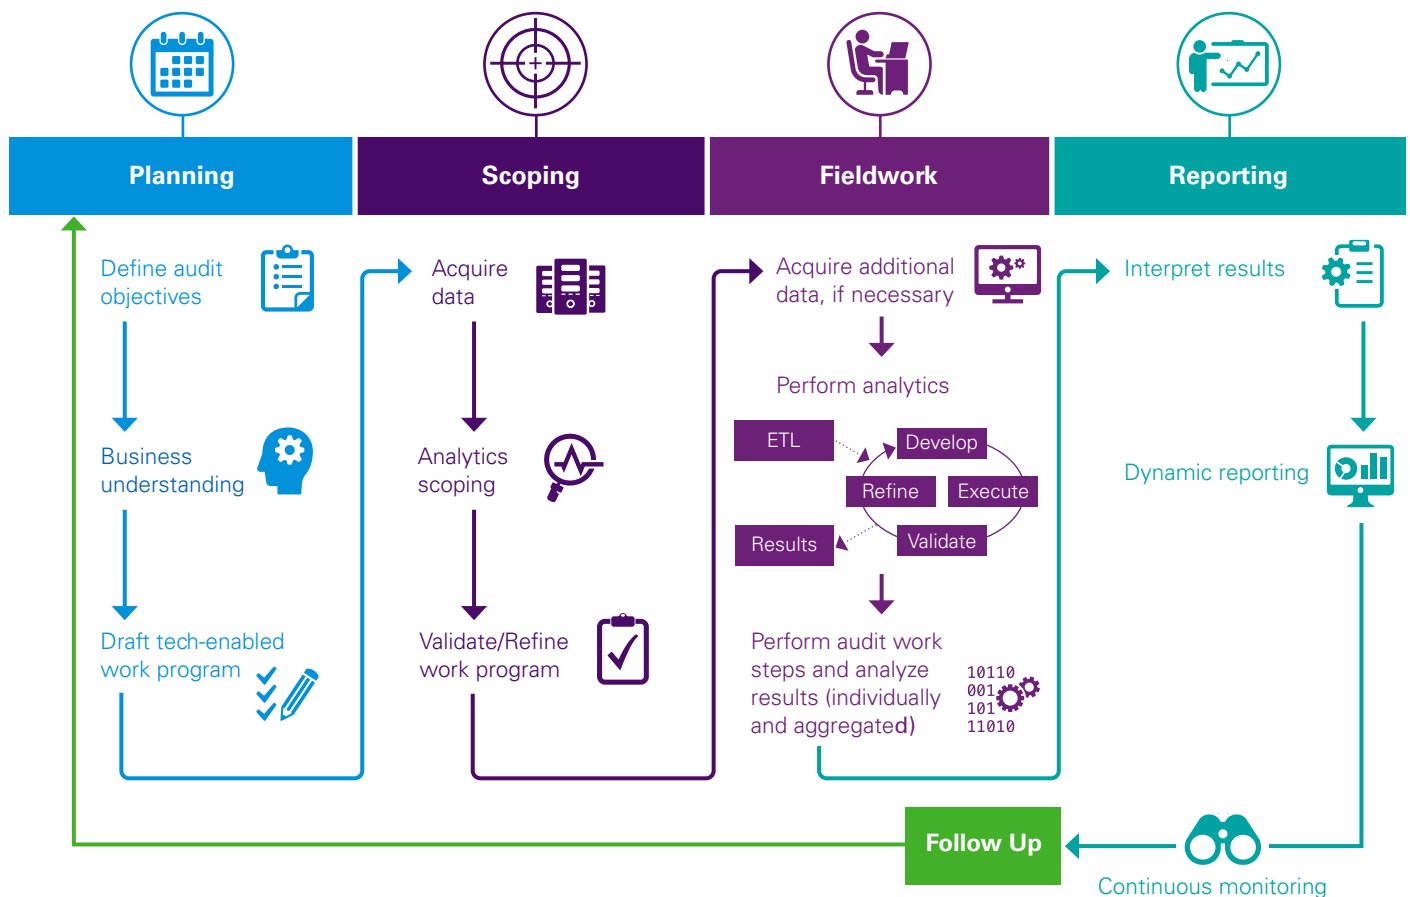 Planning
Scoping
Fieldwork
Reporting
Define audit
objectives
Business
understanding
Draft tech-enabled
work program
Acquire
data
Analytics
scoping
Validate/Refine
work program
Acquire additional
data, if necessary
Perform analytics
ETL
Develop
Refine
Execute
Results
Validate
Perform audit work
steps and analyze
results (individually
and aggregated)
10110
001
101
11010
Interpret results
Dynamic reporting
Follow Up
Continuous monitoring